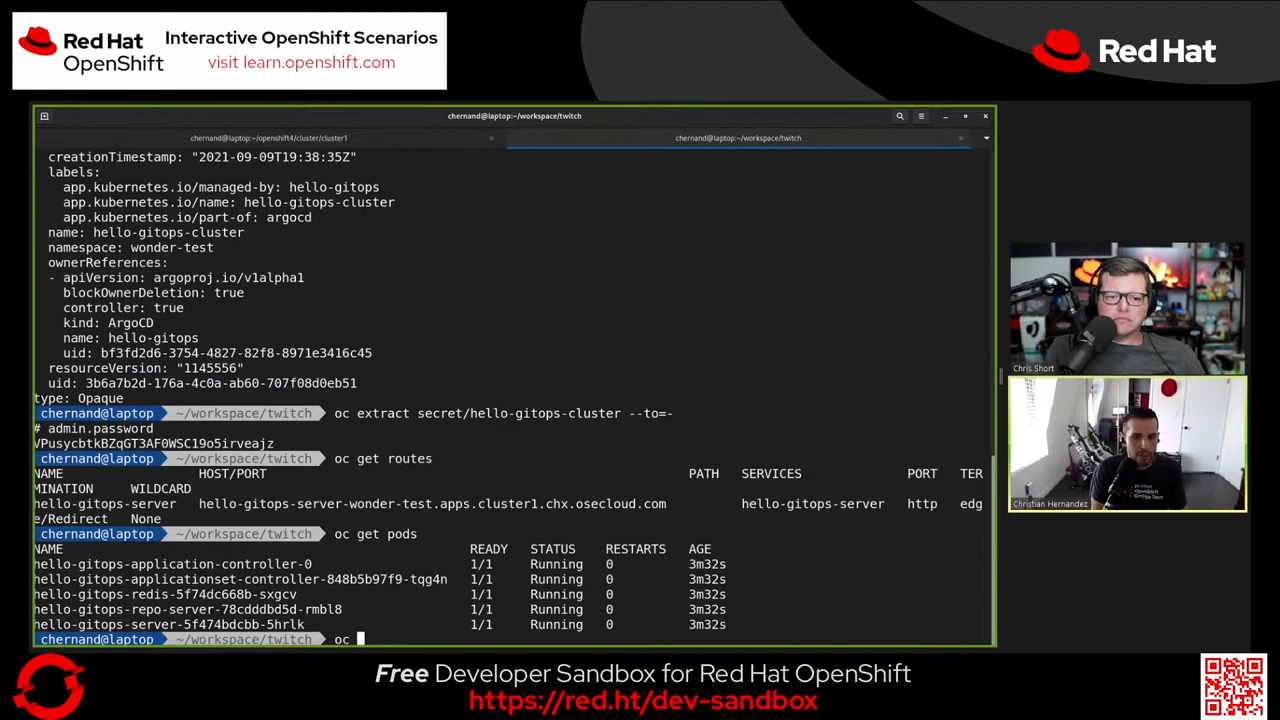 Red Hat
OpenShift
Interactive OpenShift Scenarios
visit learn.openshift.com
Red Hat
chernand@laptop:~/workspace/twitch
chernand@laptop:~/openshift4/cluster/cluster1
chernand@laptop:~/workspace/twitch
creationTimestamp: "2021-09-09T19:38:35Z"
labels:
app.kubernetes.io/managed-by: hello-gitops
app.kubernetes.io/name: hello-gitops-cluster
app.kubernetes.io/part-of: argocd
name: hello-gitops-cluster
namespace: wonder-test
ownerReferences:
- apiVersion: argoproj.io/v1alpha1
blockOwnerDeletion: true
controller: true
kind: ArgoCD
name: hello-gitops
uid: bf3fd2d6-3754-4827-82f8-8971e3416c45
resourceVersion: "1145556"
uid: 3b6a7b2d-176a-4c0a-ab60-707f08d0eb51
type: Opaque
chernand@laptop ~/workspace/twitch oc extract secret/hello-gitops-cluster --to=-
# admin.password
VPusycbtkBZqGT3AF0WSC19o5irveajz
chernand@laptop ~/workspace/twitch oc get routes
NAME HOST/PORT PATH SERVICES PORT TER
MINATION WILDCARD
hello-gitops-server hello-gitops-server-wonder-test.apps.cluster1.chx.osecloud.com hello-gitops-server http edg
e/Redirect None
chernand@laptop ~/workspace/twitch oc get pods
NAME READY STATUS RESTARTS AGE
hello-gitops-application-controller-0 1/1 Running 0 3m32s
hello-gitops-applicationset-controller-848b5b97f9-tqg4n 1/1 Running 0 3m32s
hello-gitops-redis-5f74dc668b-sxgcv 1/1 Running 0 3m32s
hello-gitops-repo-server-78cdddbd5d-rmbl8 1/1 Running 0 3m32s
hello-gitops-server-5f474bdcbb-5hrlk 1/1 Running 0 3m32s
chernand@laptop ~/workspace/twitch oc
Chris Short
Christian Hernandez
Free Developer Sandbox for Red Hat OpenShift
https://red.ht/dev-sandbox